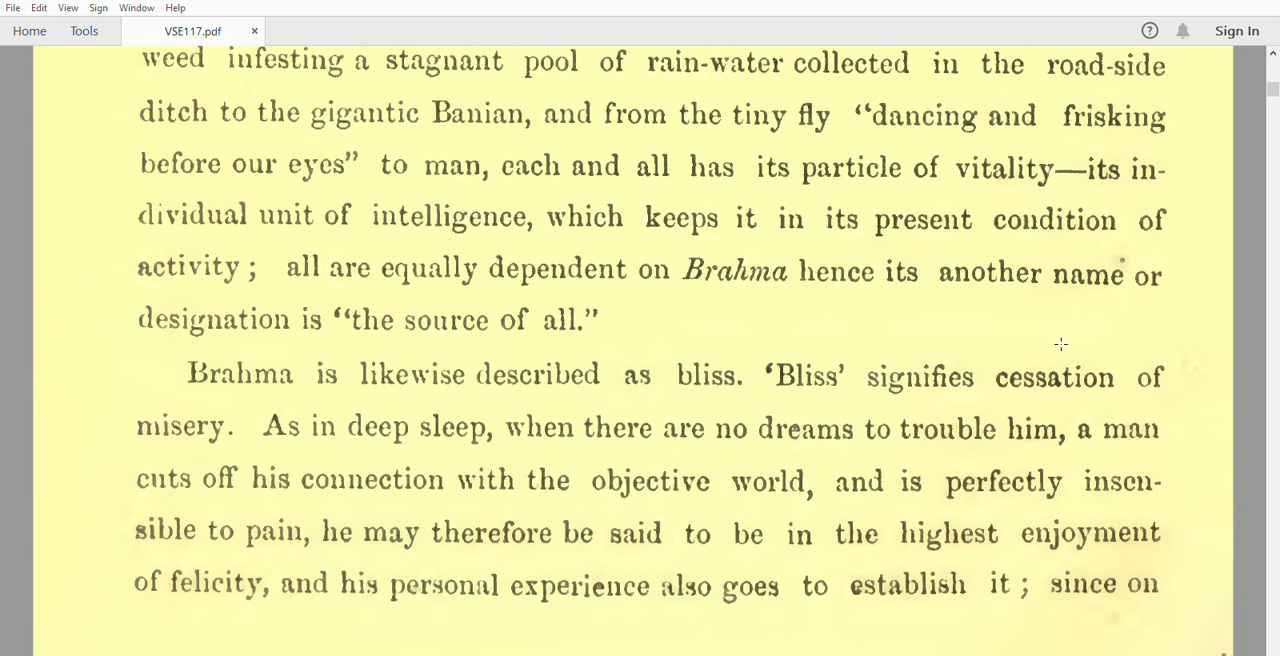 File Edit View Sign Window Help
Home Tools VSE117.pdf × ? Sign In
weed infesting a stagnant pool of rain-water collected in the road-side
ditch to the gigantic Banian, and from the tiny fly “dancing and frisking
before our eyes” to man, each and all has its particle of vitality—its in-
dividual unit of intelligence, which keeps it in its present condition of
activity ; all are equally dependent on Brahma hence its another name or
designation is “the source of all.”
Brahma is likewise described as bliss. ‘Bliss’ signifies cessation of
misery. As in deep sleep, when there are no dreams to trouble him, a man
cuts off his connection with the objective world, and is perfectly insen-
sible to pain, he may therefore be said to be in the highest enjoyment
of felicity, and his personal experience also goes to establish it ; since on